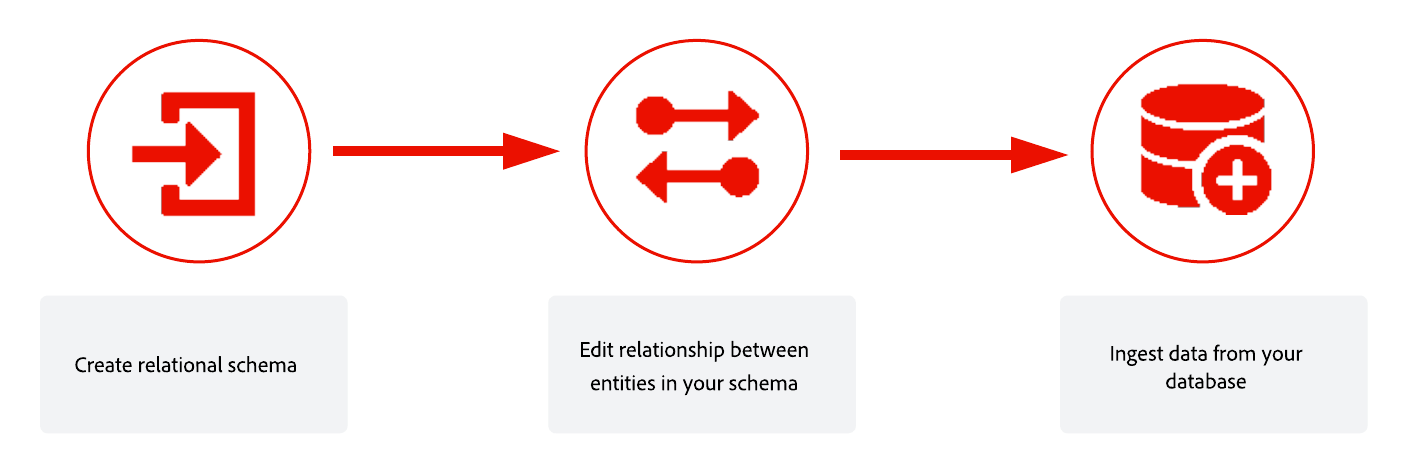 Create relational schema
Edit relationship between
entities in your schema
Ingest data from your
database